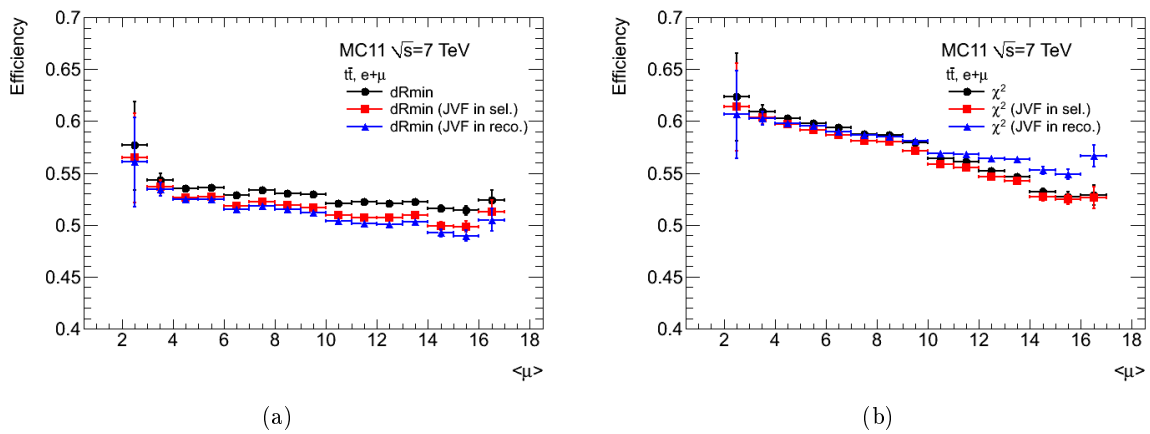 Efficiency
0.7
0.65
0.6
0.55
0.5
0.45
0.4
MC11 √s=7 TeV
tt̄, e+μ
dRmin
dRmin (JVF in sel.)
dRmin (JVF in reco.)
2 4 6 8 10 12 14 16 18
<μ>
(a)
Efficiency
0.7
0.65
0.6
0.55
0.5
0.45
0.4
MC11 √s=7 TeV
tt̄, e+μ
χ²
χ² (JVF in sel.)
χ² (JVF in reco.)
2 4 6 8 10 12 14 16 18
<μ>
(b)